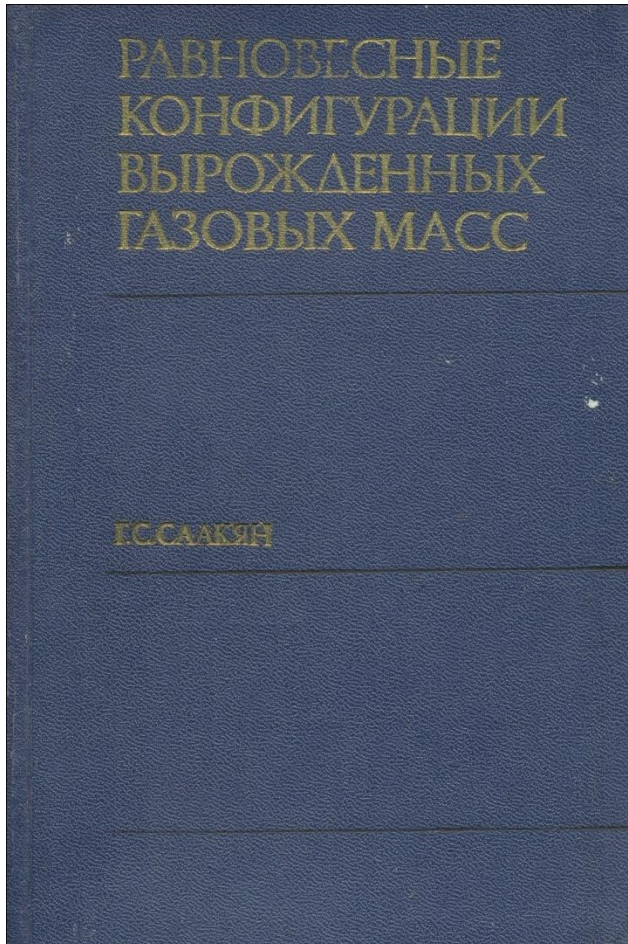 РАВНОВЕСНЫЕ
КОНФИГУРАЦИИ
ВЫРОЖДЕННЫХ
ГАЗОВЫХ МАСС
Г.С.СААКЯН